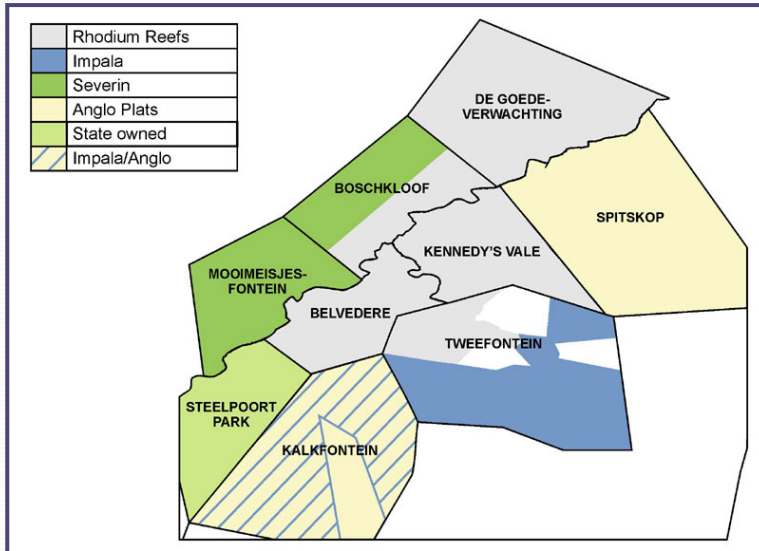 Rhodium Reefs
Impala
Severin
Anglo Plats
State owned
Impala/Anglo
DE GOEDE-
VERWACHTING
BOSCHKLOOF
SPITSKOP
KENNEDY'S VALE
MOOIMEISJES-
FONTEIN
BELVEDERE
TWEEFONTEIN
STEELPOORT
PARK
KALKFONTEIN